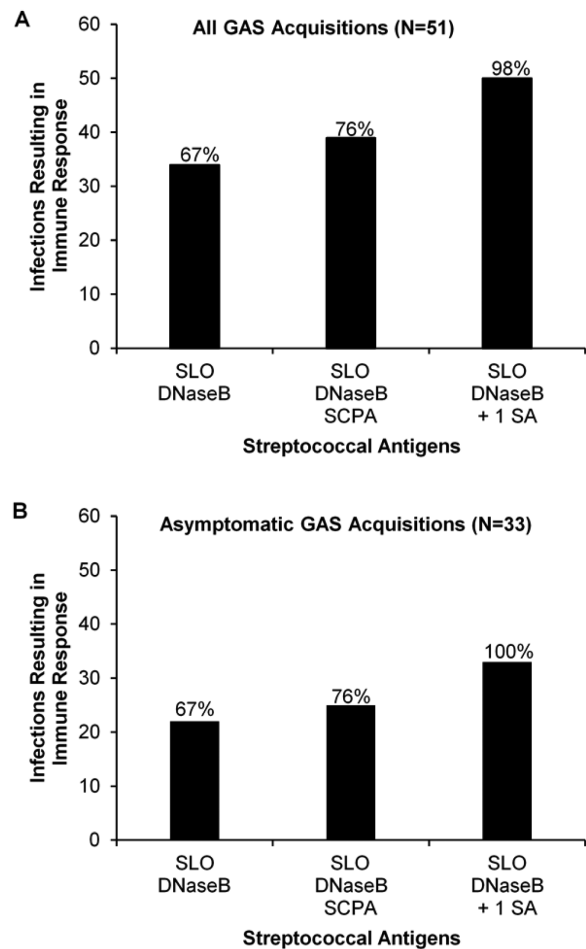 A
All GAS Acquisitions (N=51)
60
50
40
30
20
10
0
Infections Resulting in
Immune Response
67%
76%
98%
SLO
DNaseB
SLO
DNaseB
SCPA
SLO
DNaseB
+ 1 SA
Streptococcal Antigens
B
Asymptomatic GAS Acquisitions (N=33)
60
50
40
30
20
10
0
Infections Resulting in
Immune Response
67%
76%
100%
SLO
DNaseB
SLO
DNaseB
SCPA
SLO
DNaseB
+ 1 SA
Streptococcal Antigens